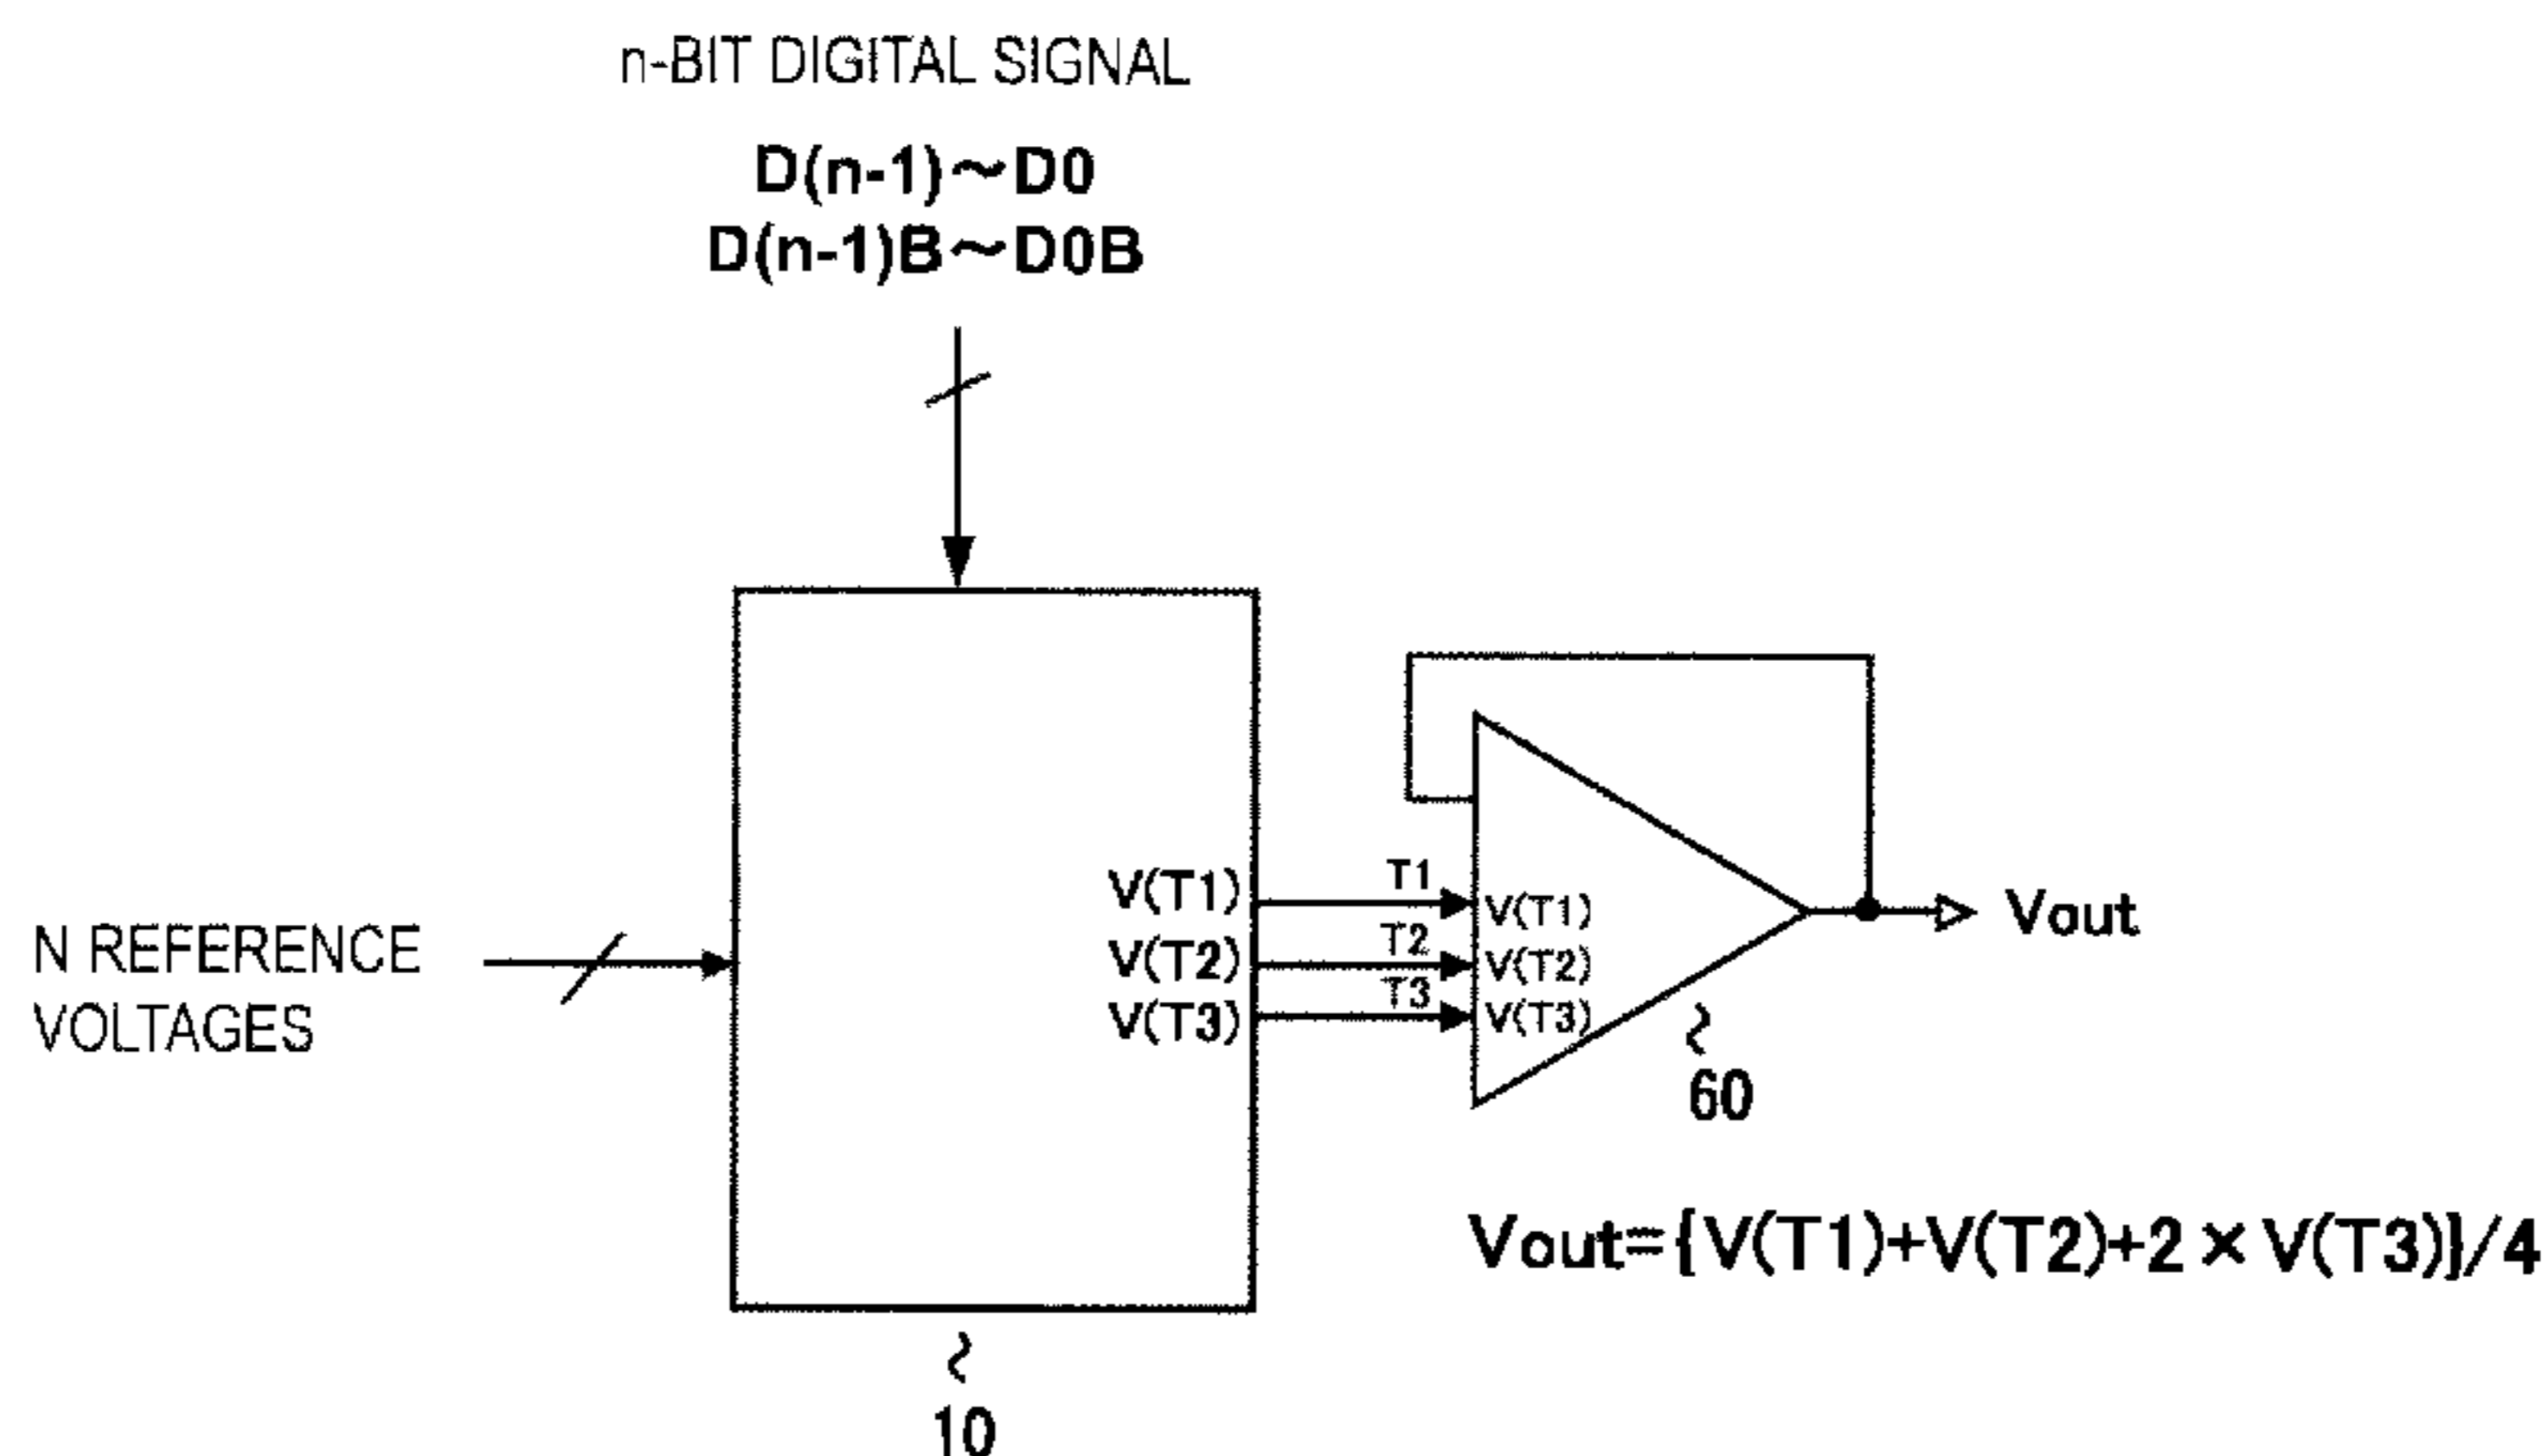 n-BIT DIGITAL SIGNAL
D(n-1)～D0
D(n-1)B～D0B
N REFERENCE
VOLTAGES
V(T1)
V(T2)
V(T3)
T1
T2
T3
V(T1)
V(T2)
V(T3)
Vout
60
Vout={V(T1)+V(T2)+2×V(T3)}/4
10